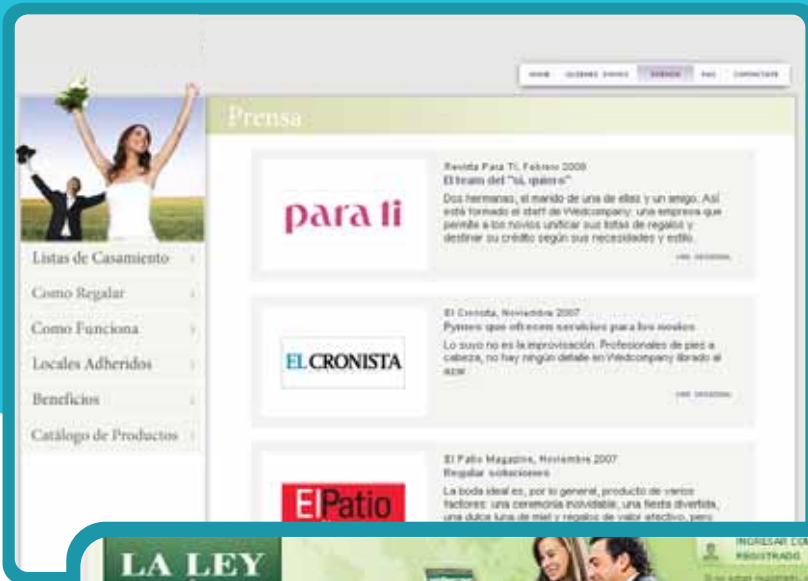 HOME QUIENES SOMOS PRENSA FAQ CONTACTATE
Prensa
Listas de Casamiento
Como Regalar
Como Funciona
Locales Adheridos
Beneficios
Catálogo de Productos
para ti
Revista Para Ti, Febrero 2008
El team del "sí, quiero"
Dos hermanas, el marido de una de ellas y un amigo. Así
está formado el staff de Wedcompany: una empresa que
permite a los novios unificar sus listas de regalos y
destinar su crédito según sus necesidades y estilo.
EL CRONISTA
El Cronista, Noviembre 2007
Pymes que ofrecen servicios para los novios
Lo suyo no es la improvisación. Profesionales de pies a
cabeza, no hay ningún detalle en Wedcompany librado al
azar
El Patio
El Patio Magazine, Noviembre 2007
Regalar soluciones
La boda ideal es, por lo general, producto de varios
factores: una ceremonia inolvidable, una fiesta divertida,
una dulce luna de miel y regalos de valor afectivo, pero
LA LEY
INGRESAR CO
REGISTRADO